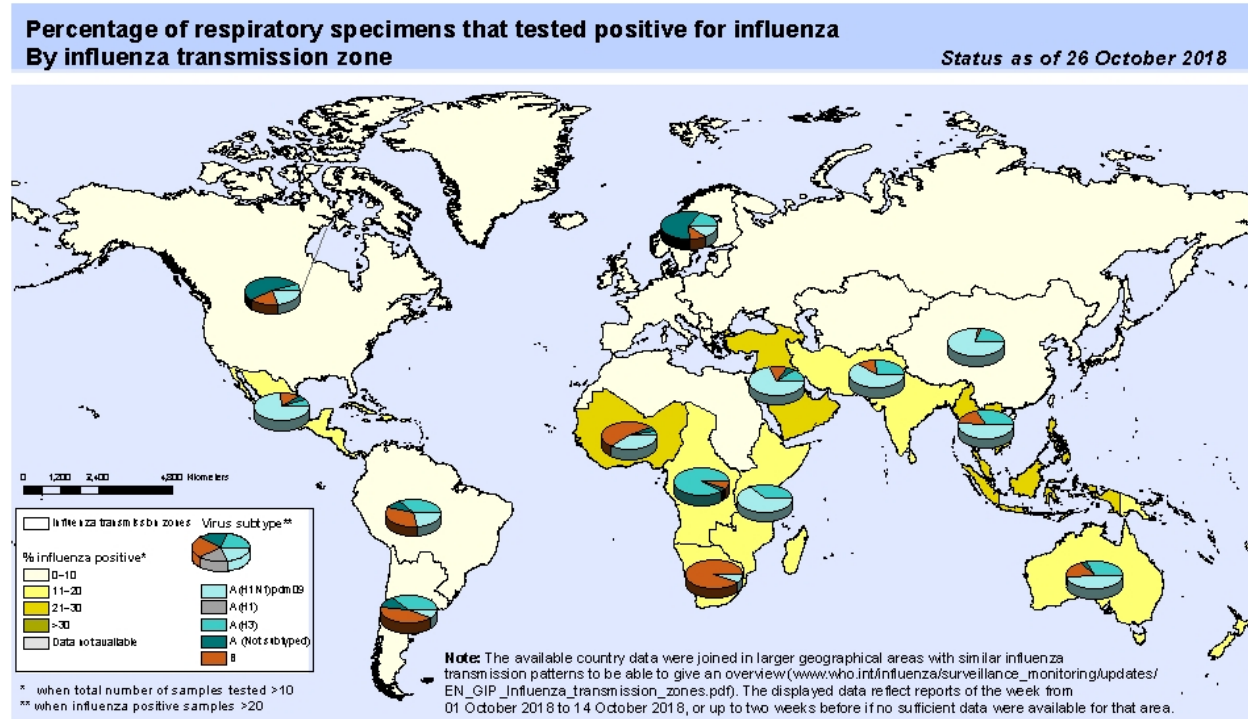 Percentage of respiratory specimens that tested positive for influenza
By influenza transmission zone
Status as of 26 October 2018
0 1,200 2,400 4,800 Kilometers
Influenza transmission zones
Virus subtype**
% influenza positive*
0-10
11-20
21-30
>30
Data not available
A(H1N1)pdm09
A(H1)
A(H3)
A (Not subtyped)
B
* when total number of samples tested >10
** when influenza positive samples >20
Note: The available country data were joined in larger geographical areas with similar influenza
transmission patterns to be able to give an overview (www.who.int/influenza/surveillance_monitoring/updates/
EN_GIP_Influenza_transmission_zones.pdf). The displayed data reflect reports of the week from
01 October 2018 to 14 October 2018, or up to two weeks before if no sufficient data were available for that area.